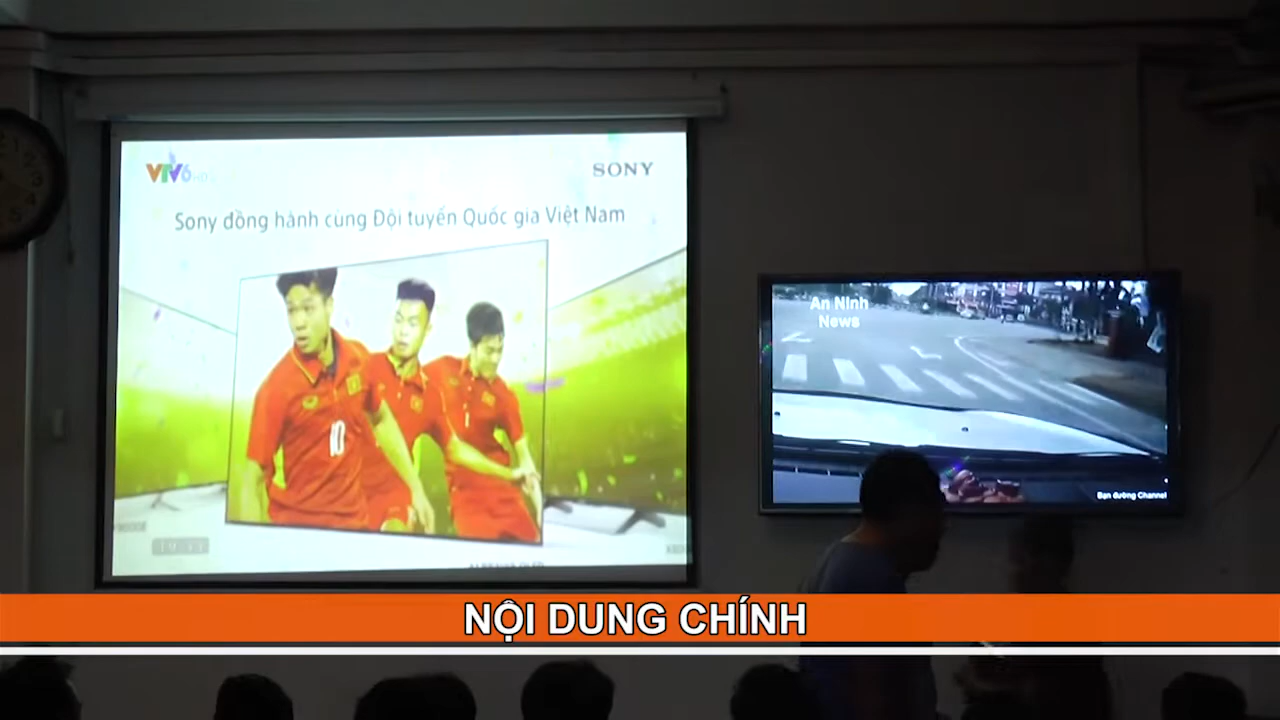 VTV6 HD
SONY
Sony đồng hành cùng Đội tuyển Quốc gia Việt Nam
10
An Ninh
News
Bạn đường Channel
NỘI DUNG CHÍNH